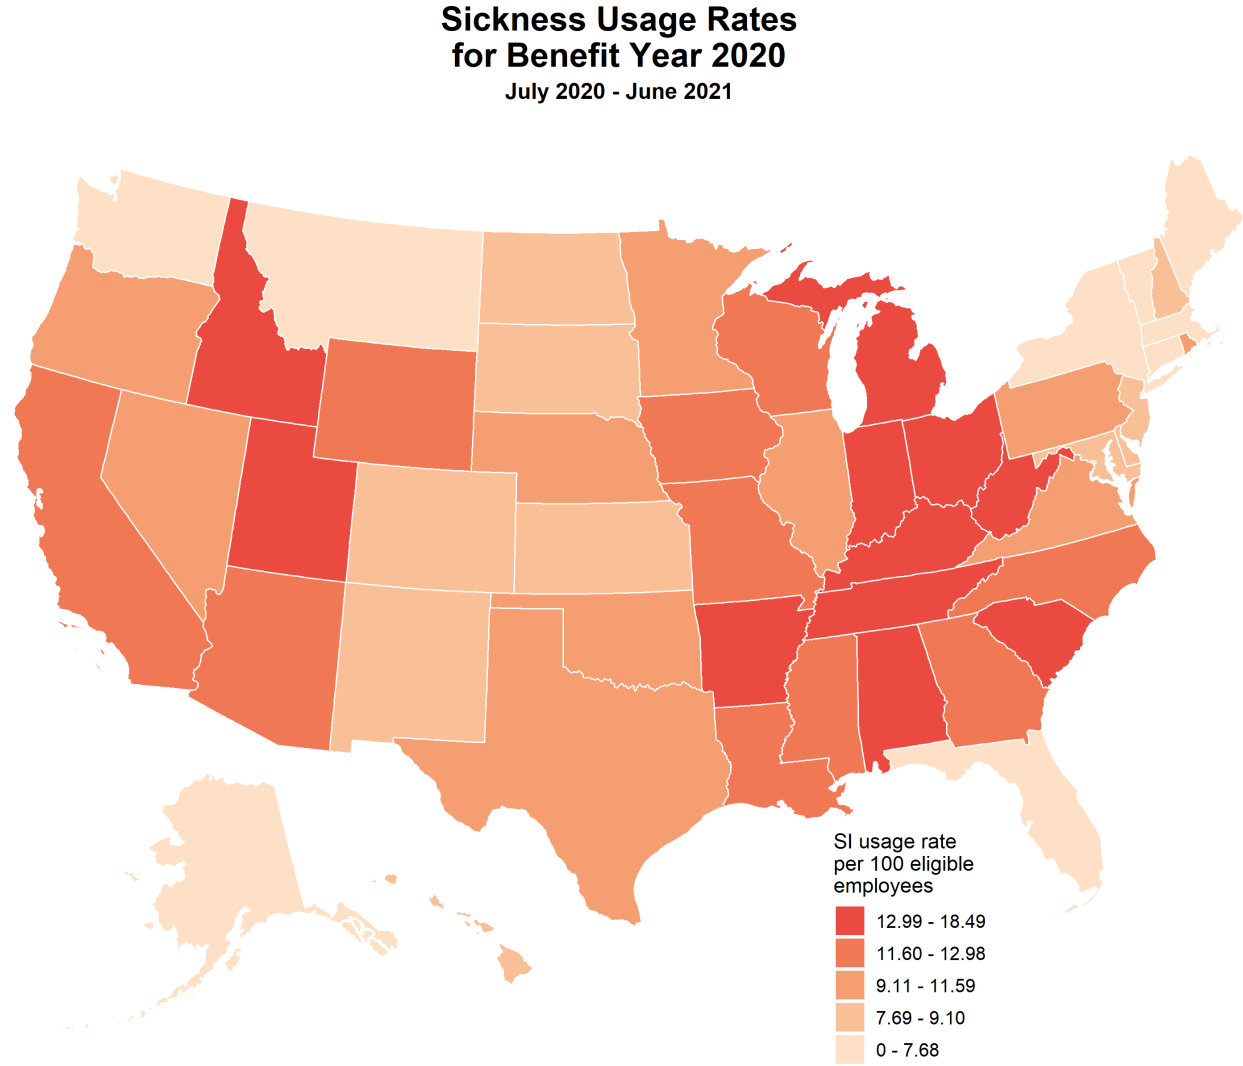 Sickness Usage Rates
for Benefit Year 2020
July 2020 - June 2021
SI usage rate
per 100 eligible
employees
12.99 - 18.49
11.60 - 12.98
9.11 - 11.59
7.69 - 9.10
0 - 7.68